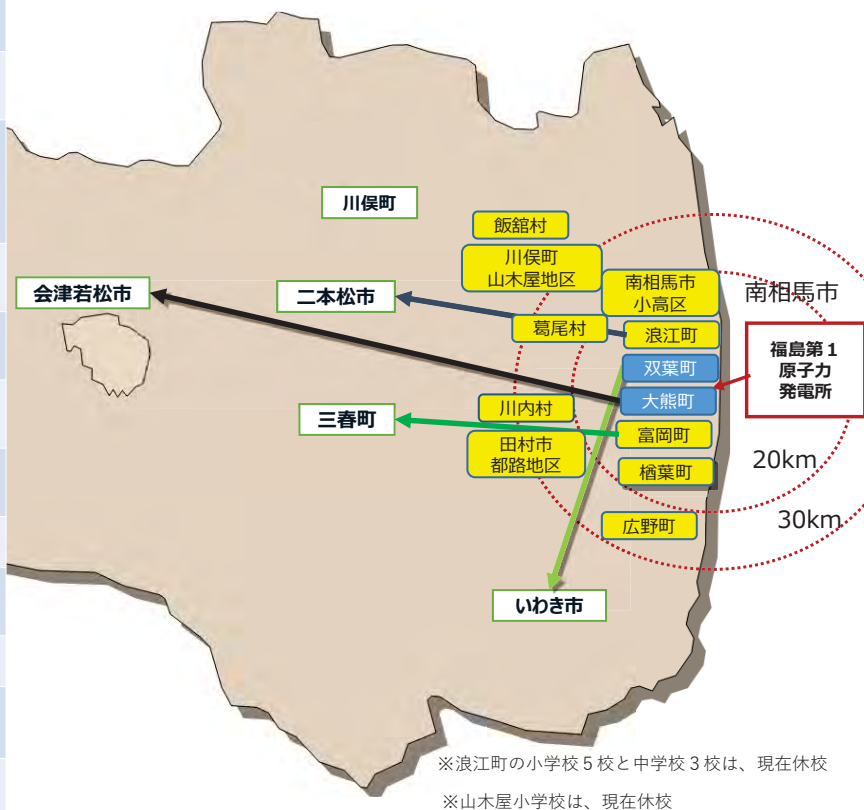 川俣町
飯舘村
川俣町
山木屋地区
会津若松市
二本松市
南相馬市
小高区
南相馬市
葛尾村
浪江町
双葉町
福島第1
原子力
発電所
大熊町
川内村
三春町
富岡町
田村市
都路地区
楢葉町
20km
30km
広野町
いわき市
※浪江町の小学校5校と中学校3校は、現在休校
※山木屋小学校は、現在休校